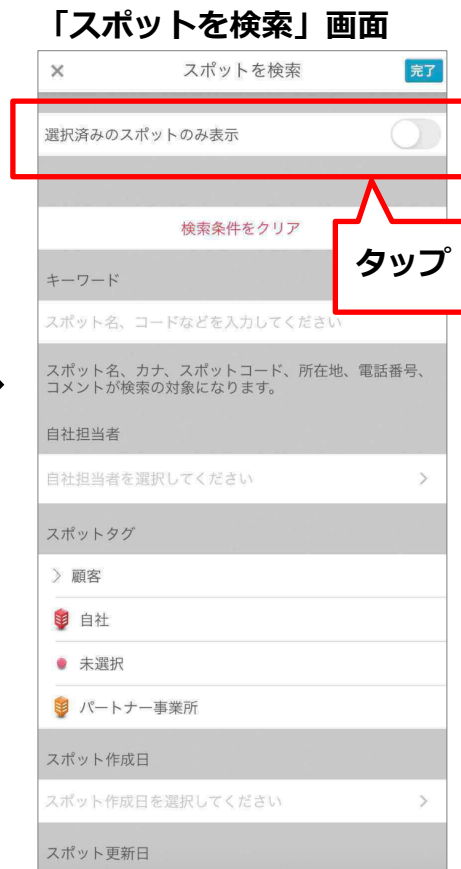 「スポットを検索」画面
× スポットを検索 完了
選択済みのスポットのみ表示
検索条件をクリア
タップ
キーワード
スポット名、コードなどを入力してください
スポット名、カナ、スポットコード、所在地、電話番号、
コメントが検索の対象になります。
自社担当者
自社担当者を選択してください
スポットタグ
顧客
自社
未選択
パートナー事業所
スポット作成日
スポット作成日を選択してください
スポット更新日